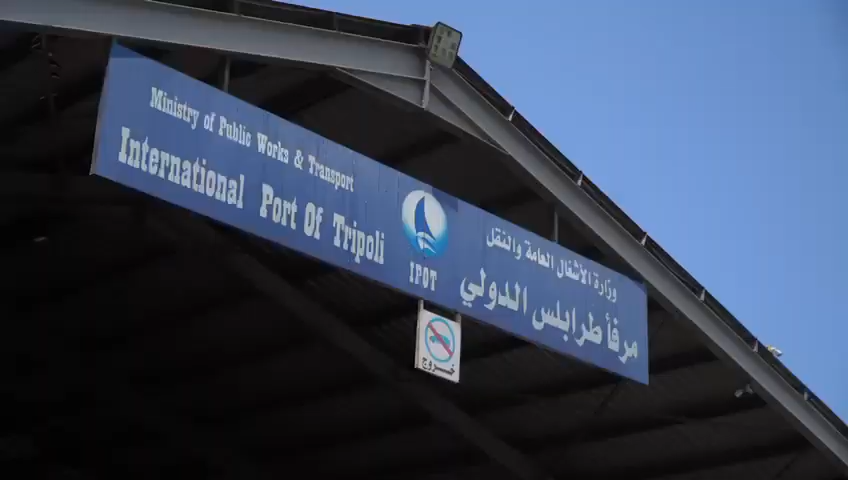 Ministry of Public Works & Transport
International Port Of Tripoli
IPOT
وزارة الأشغال العامة والنقل
مرفأ طرابلس الدولي
خروج